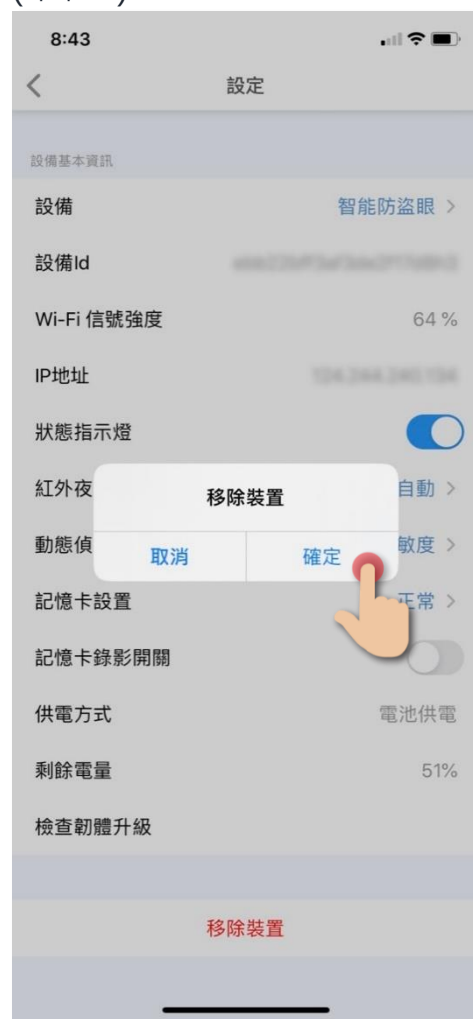 8:43
設定
設備基本資訊
設備 智能防盜眼
設備Id
Wi-Fi 信號強度 64 %
IP地址
狀態指示燈
紅外夜 自動
移除裝置
動態偵 敏度
取消 確定
記憶卡設置 正常
記憶卡錄影開關
供電方式 電池供電
剩餘電量 51%
檢查韌體升級
移除裝置